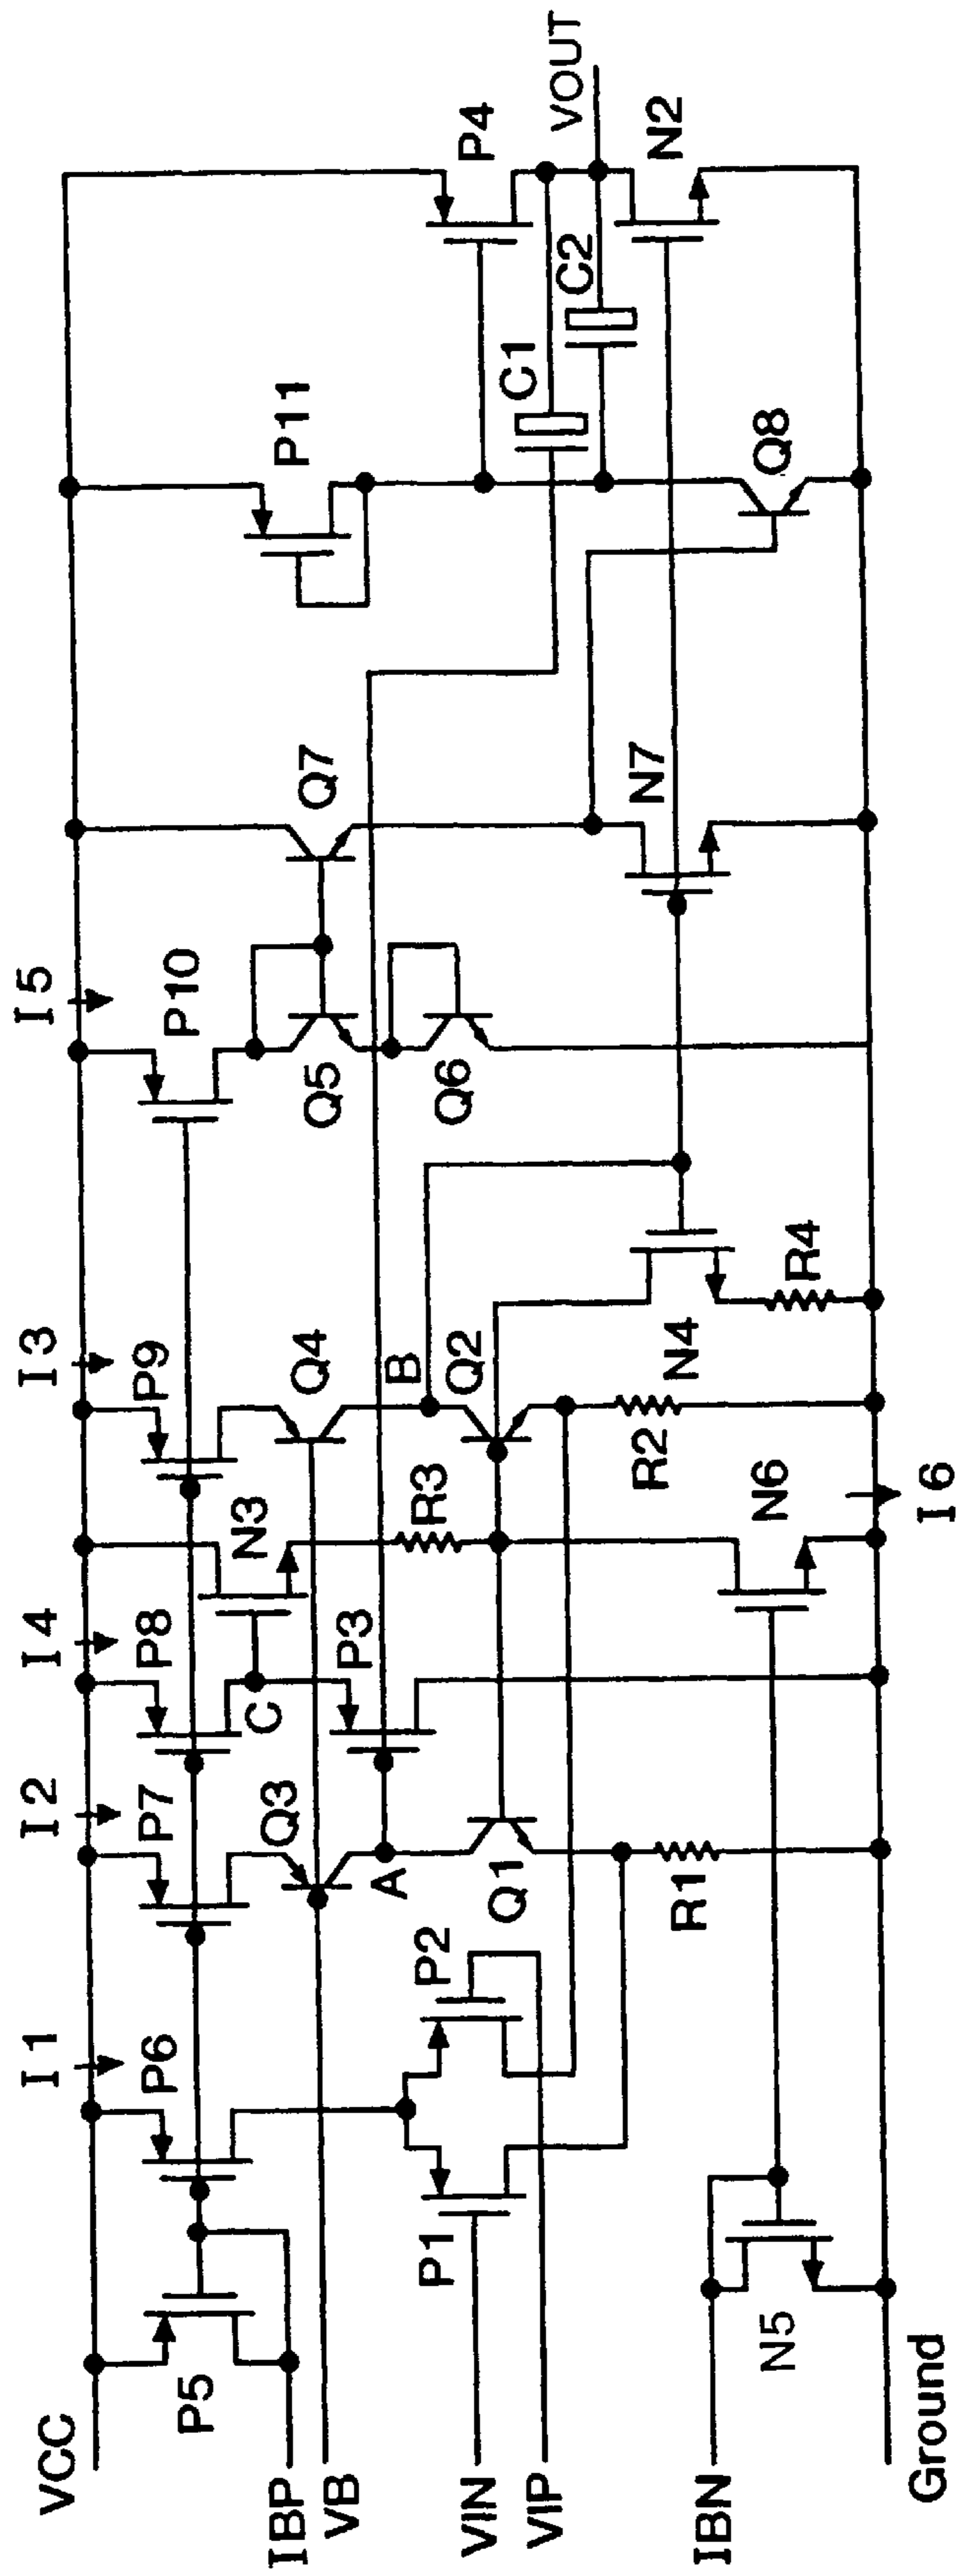 VCC
IBP
VB
VIN
VIP
IBN
Ground
P5
N5
I1
P6
P1
P2
I2
P7
Q3
A
Q1
R1
I4
P8
C
P3
N3
R3
N6
I6
I3
P9
Q4
B
Q2
R2
N4
R4
I5
P10
Q5
Q6
Q7
N7
P11
C1
C2
Q8
P4
N2
VOUT